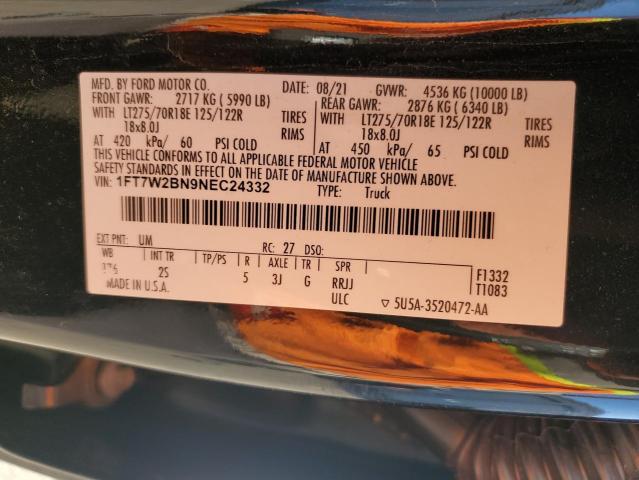 MFD. BY FORD MOTOR CO. DATE: 08/21 GVWR: 4536 KG (10000 LB)
FRONT GAWR: 2717 KG ( 5990 LB) REAR GAWR: 2876 KG ( 6340 LB)
WITH LT275/70R18E 125/122R TIRES WITH LT275/70R18E 125/122R TIRES
18x8.0J RIMS 18x8.0J RIMS
AT 420 kPa/ 60 PSI COLD AT 450 kPa/ 65 PSI COLD
THIS VEHICLE CONFORMS TO ALL APPLICABLE FEDERAL MOTOR VEHICLE
SAFETY STANDARDS IN EFFECT ON THE DATE OF MANUFACTURE SHOWN ABOVE
VIN: 1FT7W2BN9NEC24332 TYPE: Truck
EXT PNT: UM RC: 27 DSO:
WB INT TR TP/PS R AXLE TR SPR F1332
2S 5 3J G RRJJ T1083
MADE IN U.S.A. ULC ▽ 5U5A-3520472-AA